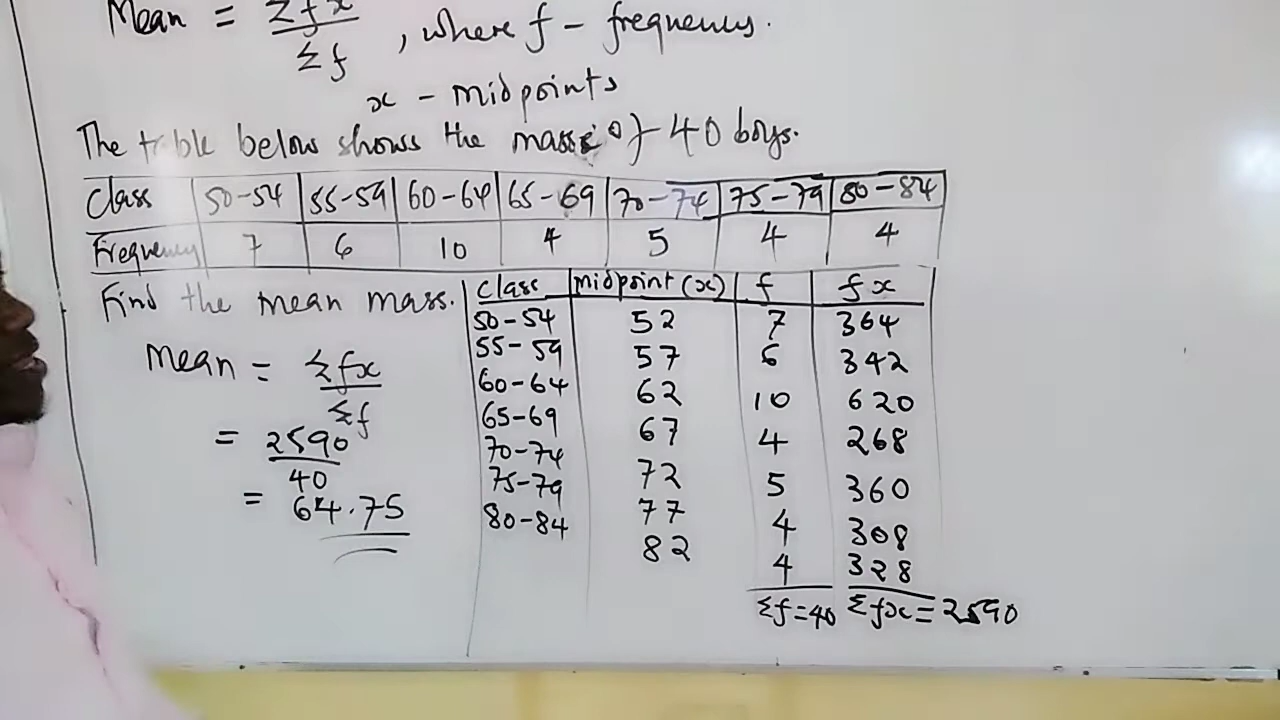 Mean = Σfx / Σf , where f - frequency.
x - midpoints
The table below shows the mass of 40 boys.
Class 50-54 55-59 60-64 65-69 70-74 75-79 80-84
Frequency 7 6 10 4 5 4 4
Find the mean mass.
Mean = Σfx / Σf
= 2590 / 40
= 64.75
Class midpoint (x) f fx
50-54 52 7 364
55-59 57 6 342
60-64 62 10 620
65-69 67 4 268
70-74 72 5 360
75-79 77 4 308
80-84 82 4 328
Σf=40 Σfx=2590